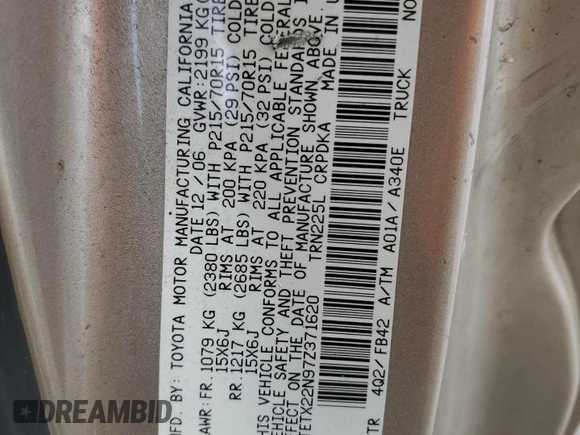 MFD. BY: TOYOTA MOTOR MANUFACTURING CALIFORNIA
DATE 12/06 GVWR: 2199 KG
GAWR: FR. 1079 KG (2380 LBS) WITH P215/70R15 TIRE
15X6J RIMS AT 200 KPA (29 PSI) COLD
RR. 1217 KG (2685 LBS) WITH P215/70R15 TIRE
15X6J RIMS AT 220 KPA (32 PSI) COLD
THIS VEHICLE CONFORMS TO ALL APPLICABLE FEDERAL
VEHICLE SAFETY AND THEFT PREVENTION STANDARDS I
EFFECT ON THE DATE OF MANUFACTURE SHOWN ABOVE
TETX22N97Z371620 TRN225L CRPDKA MADE IN U
TR 4Q2/FB42 A/TM A01A/A340E TRUCK NO
DREAMBID